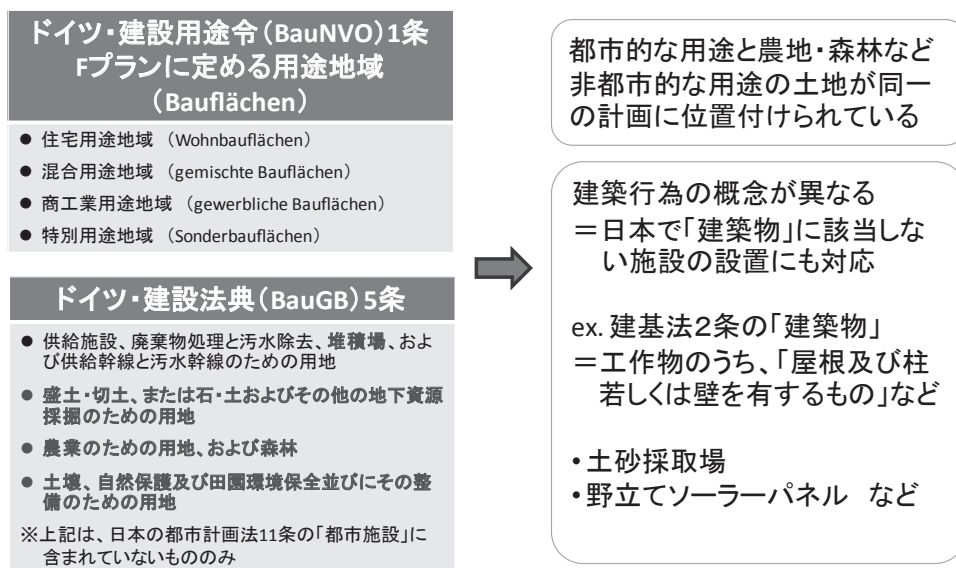 ドイツ・建設用途令（BauNVO）1条
Fプランに定める用途地域
（Bauflächen）
● 住宅用途地域 （Wohnbauflächen）
● 混合用途地域 （gemischte Bauflächen）
● 商工業用途地域 （gewerbliche Bauflächen）
● 特別用途地域 （Sonderbauflächen）
ドイツ・建設法典（BauGB）5条
● 供給施設、廃棄物処理と汚水除去、堆積場、およ
び供給幹線と汚水幹線のための用地
● 盛土・切土、または石・土およびその他の地下資源
採掘のための用地
● 農業のための用地、および森林
● 土壌、自然保護及び田園環境保全並びにその整
備のための用地
※上記は、日本の都市計画法11条の「都市施設」に
含まれていないもののみ
都市的な用途と農地・森林など
非都市的な用途の土地が同一
の計画に位置付けられている
建築行為の概念が異なる
＝日本で「建築物」に該当しな
い施設の設置にも対応
ex. 建基法２条の「建築物」
＝工作物のうち、「屋根及び柱
若しくは壁を有するもの」など
・土砂採取場
・野立てソーラーパネル　など